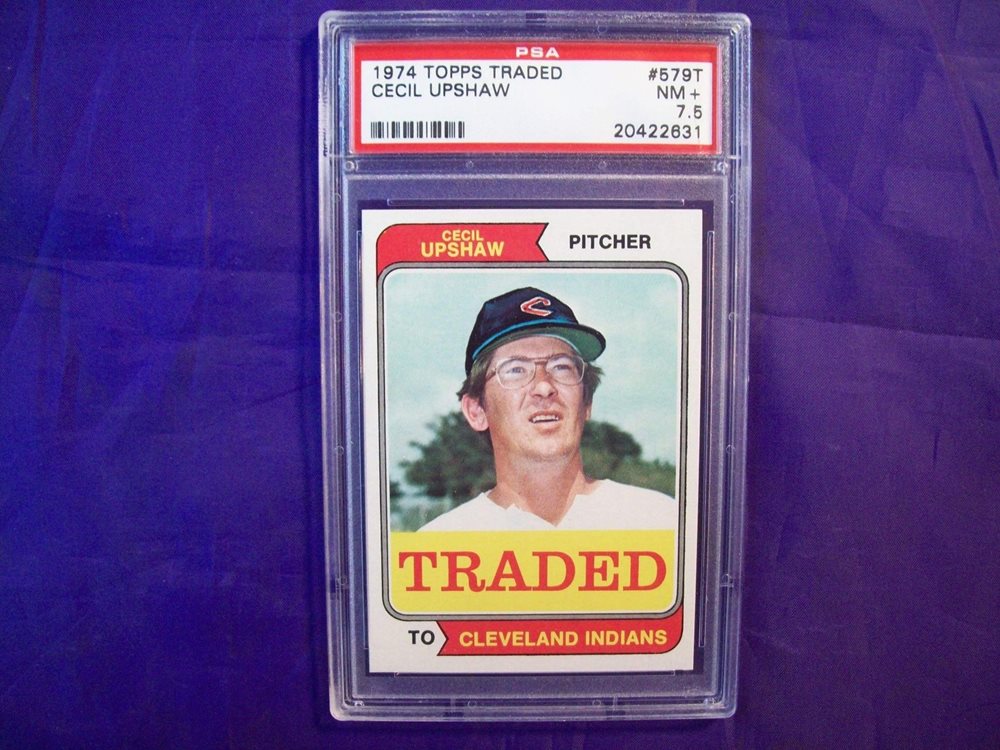 PSA
1974 TOPPS TRADED #579T
CECIL UPSHAW NM+
7.5
20422631
CECIL
UPSHAW
PITCHER
C
TRADED
TO CLEVELAND INDIANS